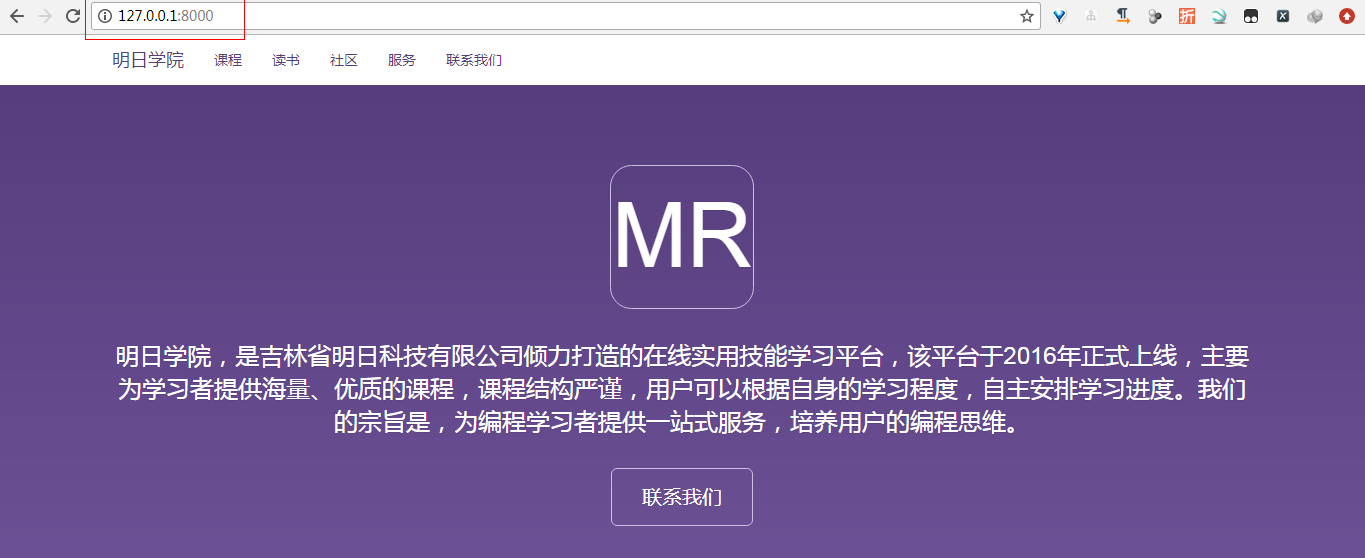 127.0.0.1:8000
明日学院 课程 读书 社区 服务 联系我们
MR
明日学院，是吉林省明日科技有限公司倾力打造的在线实用技能学习平台，该平台于2016年正式上线，主要
为学习者提供海量、优质的课程，课程结构严谨，用户可以根据自身的学习程度，自主安排学习进度。我们
的宗旨是，为编程学习者提供一站式服务，培养用户的编程思维。
联系我们